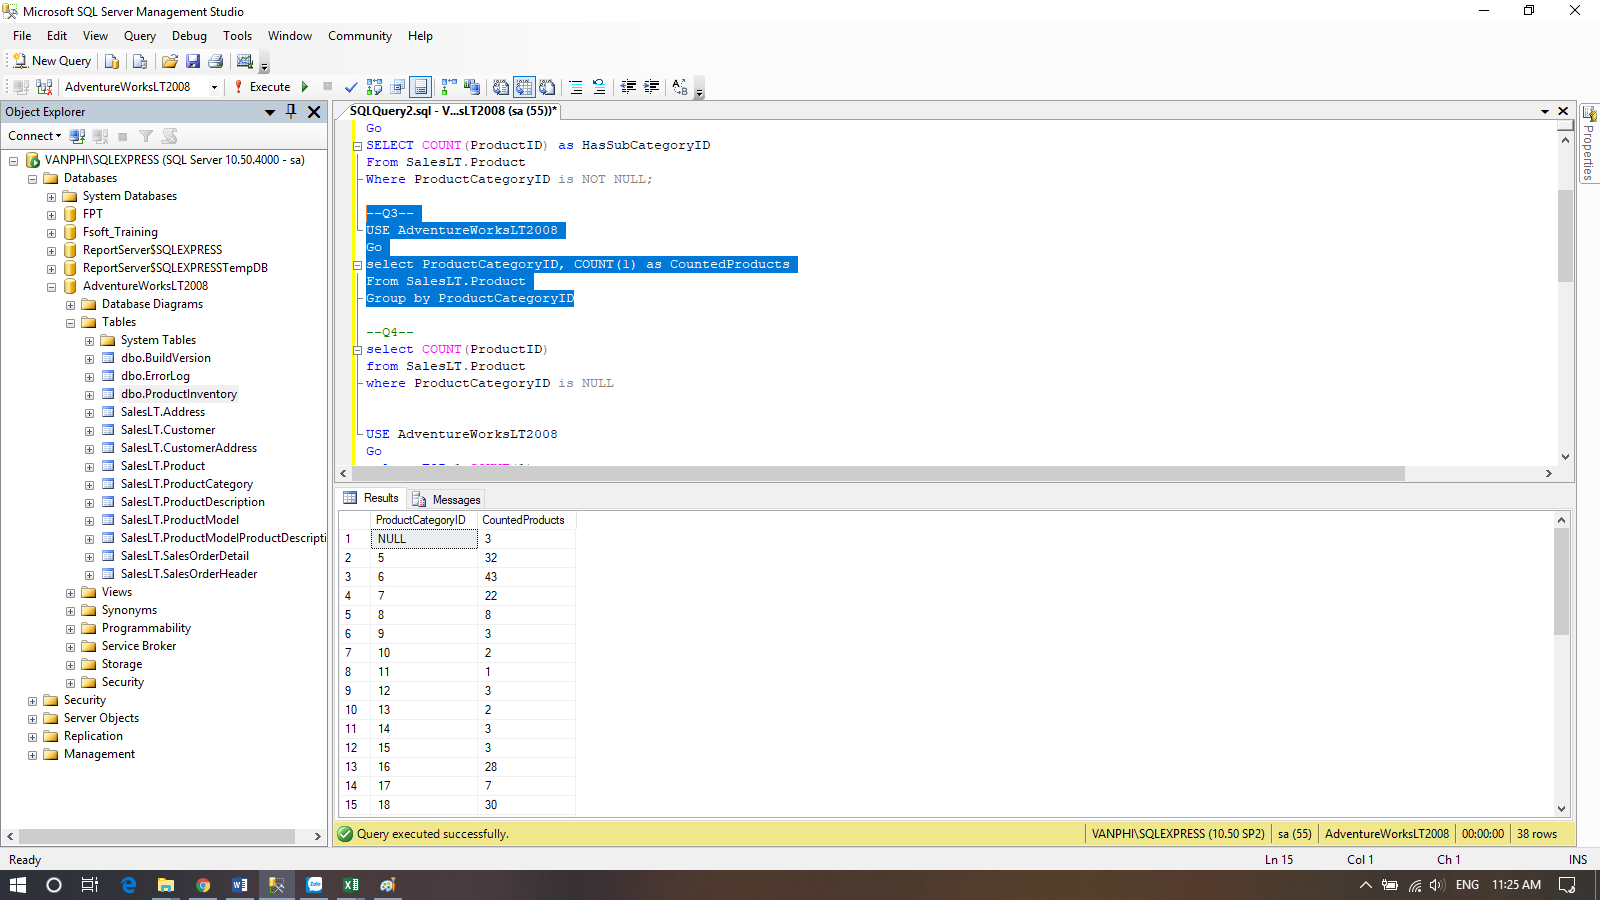 Microsoft SQL Server Management Studio
File Edit View Query Debug Tools Window Community Help
New Query
AdventureWorksLT2008 Execute
Object Explorer
Connect
VANPHI\SQLEXPRESS (SQL Server 10.50.4000 - sa)
Databases
System Databases
FPT
Fsoft_Training
ReportServer$SQLEXPRESS
ReportServer$SQLEXPRESSTempDB
AdventureWorksLT2008
Database Diagrams
Tables
System Tables
dbo.BuildVersion
dbo.ErrorLog
dbo.ProductInventory
SalesLT.Address
SalesLT.Customer
SalesLT.CustomerAddress
SalesLT.Product
SalesLT.ProductCategory
SalesLT.ProductDescription
SalesLT.ProductModel
SalesLT.ProductModelProductDescripti
SalesLT.SalesOrderDetail
SalesLT.SalesOrderHeader
Views
Synonyms
Programmability
Service Broker
Storage
Security
Security
Server Objects
Replication
Management
SQLQuery2.sql - V...sLT2008 (sa (55))*
Go
SELECT COUNT(ProductID) as HasSubCategoryID
From SalesLT.Product
Where ProductCategoryID is NOT NULL;
--Q3--
USE AdventureWorksLT2008
Go
select ProductCategoryID, COUNT(1) as CountedProducts
From SalesLT.Product
Group by ProductCategoryID
--Q4--
select COUNT(ProductID)
from SalesLT.Product
where ProductCategoryID is NULL
USE AdventureWorksLT2008
Go
Properties
Results Messages
ProductCategoryID CountedProducts
1 NULL 3
2 5 32
3 6 43
4 7 22
5 8 8
6 9 3
7 10 2
8 11 1
9 12 3
10 13 2
11 14 3
12 15 3
13 16 28
14 17 7
15 18 30
Query executed successfully. VANPHI\SQLEXPRESS (10.50 SP2) sa (55) AdventureWorksLT2008 00:00:00 38 rows
Ready Ln 15 Col 1 Ch 1 INS
Zalo
ENG 11:25 AM